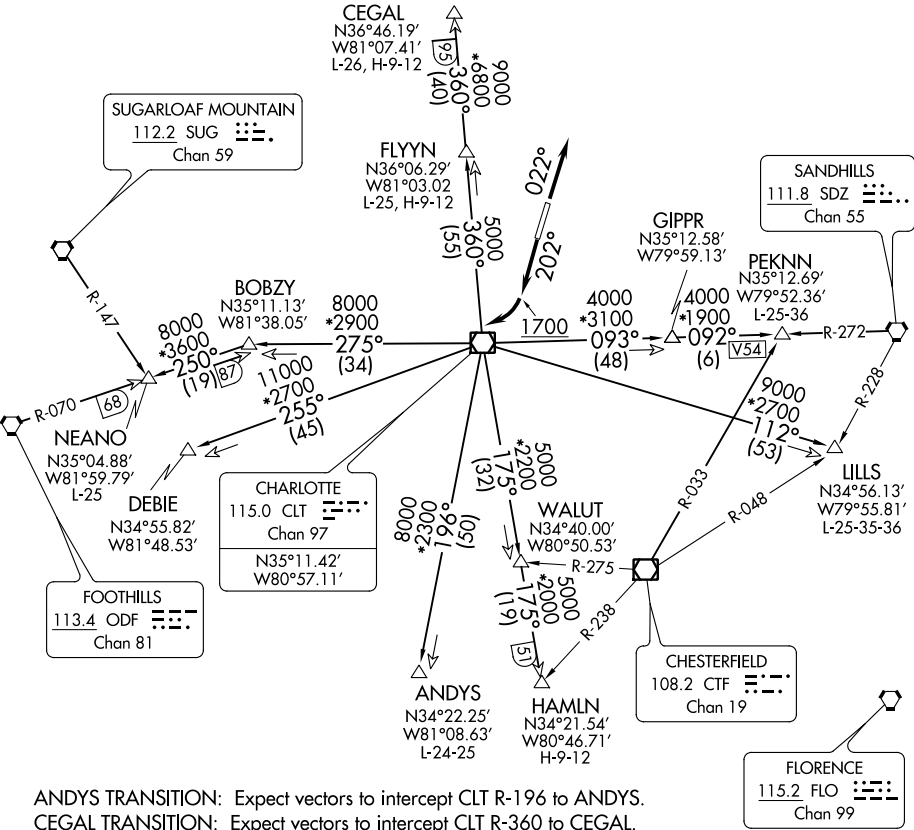 CEGAL
N36°46.19'
W81°07.41'
L-26, H-9-12
95
9000
*6800
360°
(40)
SUGARLOAF MOUNTAIN
112.2 SUG
Chan 59
FLYYN
N36°06.29'
W81°03.02
L-25, H-9-12
5000
360°
(55)
022°
202°
1700
SANDHILLS
111.8 SDZ
Chan 55
GIPPR
N35°12.58'
W79°59.13'
PEKNN
N35°12.69'
W79°52.36'
L-25-36
R-147
BOBZY
N35°11.13'
W81°38.05'
8000
*2900
275°
(34)
4000
*3100
093°
(48)
4000
*1900
092°
(6)
V54
R-272
R-228
8000
*3600
250°
(19)
87
R-070
68
NEANO
N35°04.88'
W81°59.79'
L-25
11000
*2700
255°
(45)
DEBIE
N34°55.82'
W81°48.53'
9000
*2700
112°
(53)
LILLS
N34°56.13'
W79°55.81'
L-25-35-36
CHARLOTTE
115.0 CLT
Chan 97
N35°11.42'
W80°57.11'
8000
*2300
196°
(50)
5000
*2200
175°
(32)
WALUT
N34°40.00'
W80°50.53'
R-033
R-048
R-275
R-238
5000
*2000
175°
(19)
51
FOOTHILLS
113.4 ODF
Chan 81
ANDYS
N34°22.25'
W81°08.63'
L-24-25
HAMLN
N34°21.54'
W80°46.71'
H-9-12
CHESTERFIELD
108.2 CTF
Chan 19
FLORENCE
115.2 FLO
Chan 99
ANDYS TRANSITION: Expect vectors to intercept CLT R-196 to ANDYS.
CEGAL TRANSITION: Expect vectors to intercept CLT R-360 to CEGAL.